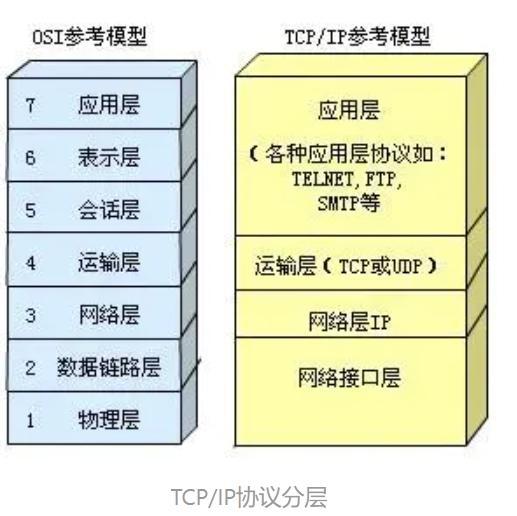 OSI参考模型
7 应用层
6 表示层
5 会话层
4 运输层
3 网络层
2 数据链路层
1 物理层
TCP/IP参考模型
应用层
(各种应用层协议如:
TELNET,FTP,
SMTP等
运输层(TCP或UDP)
网络层IP
网络接口层
TCP/IP协议分层